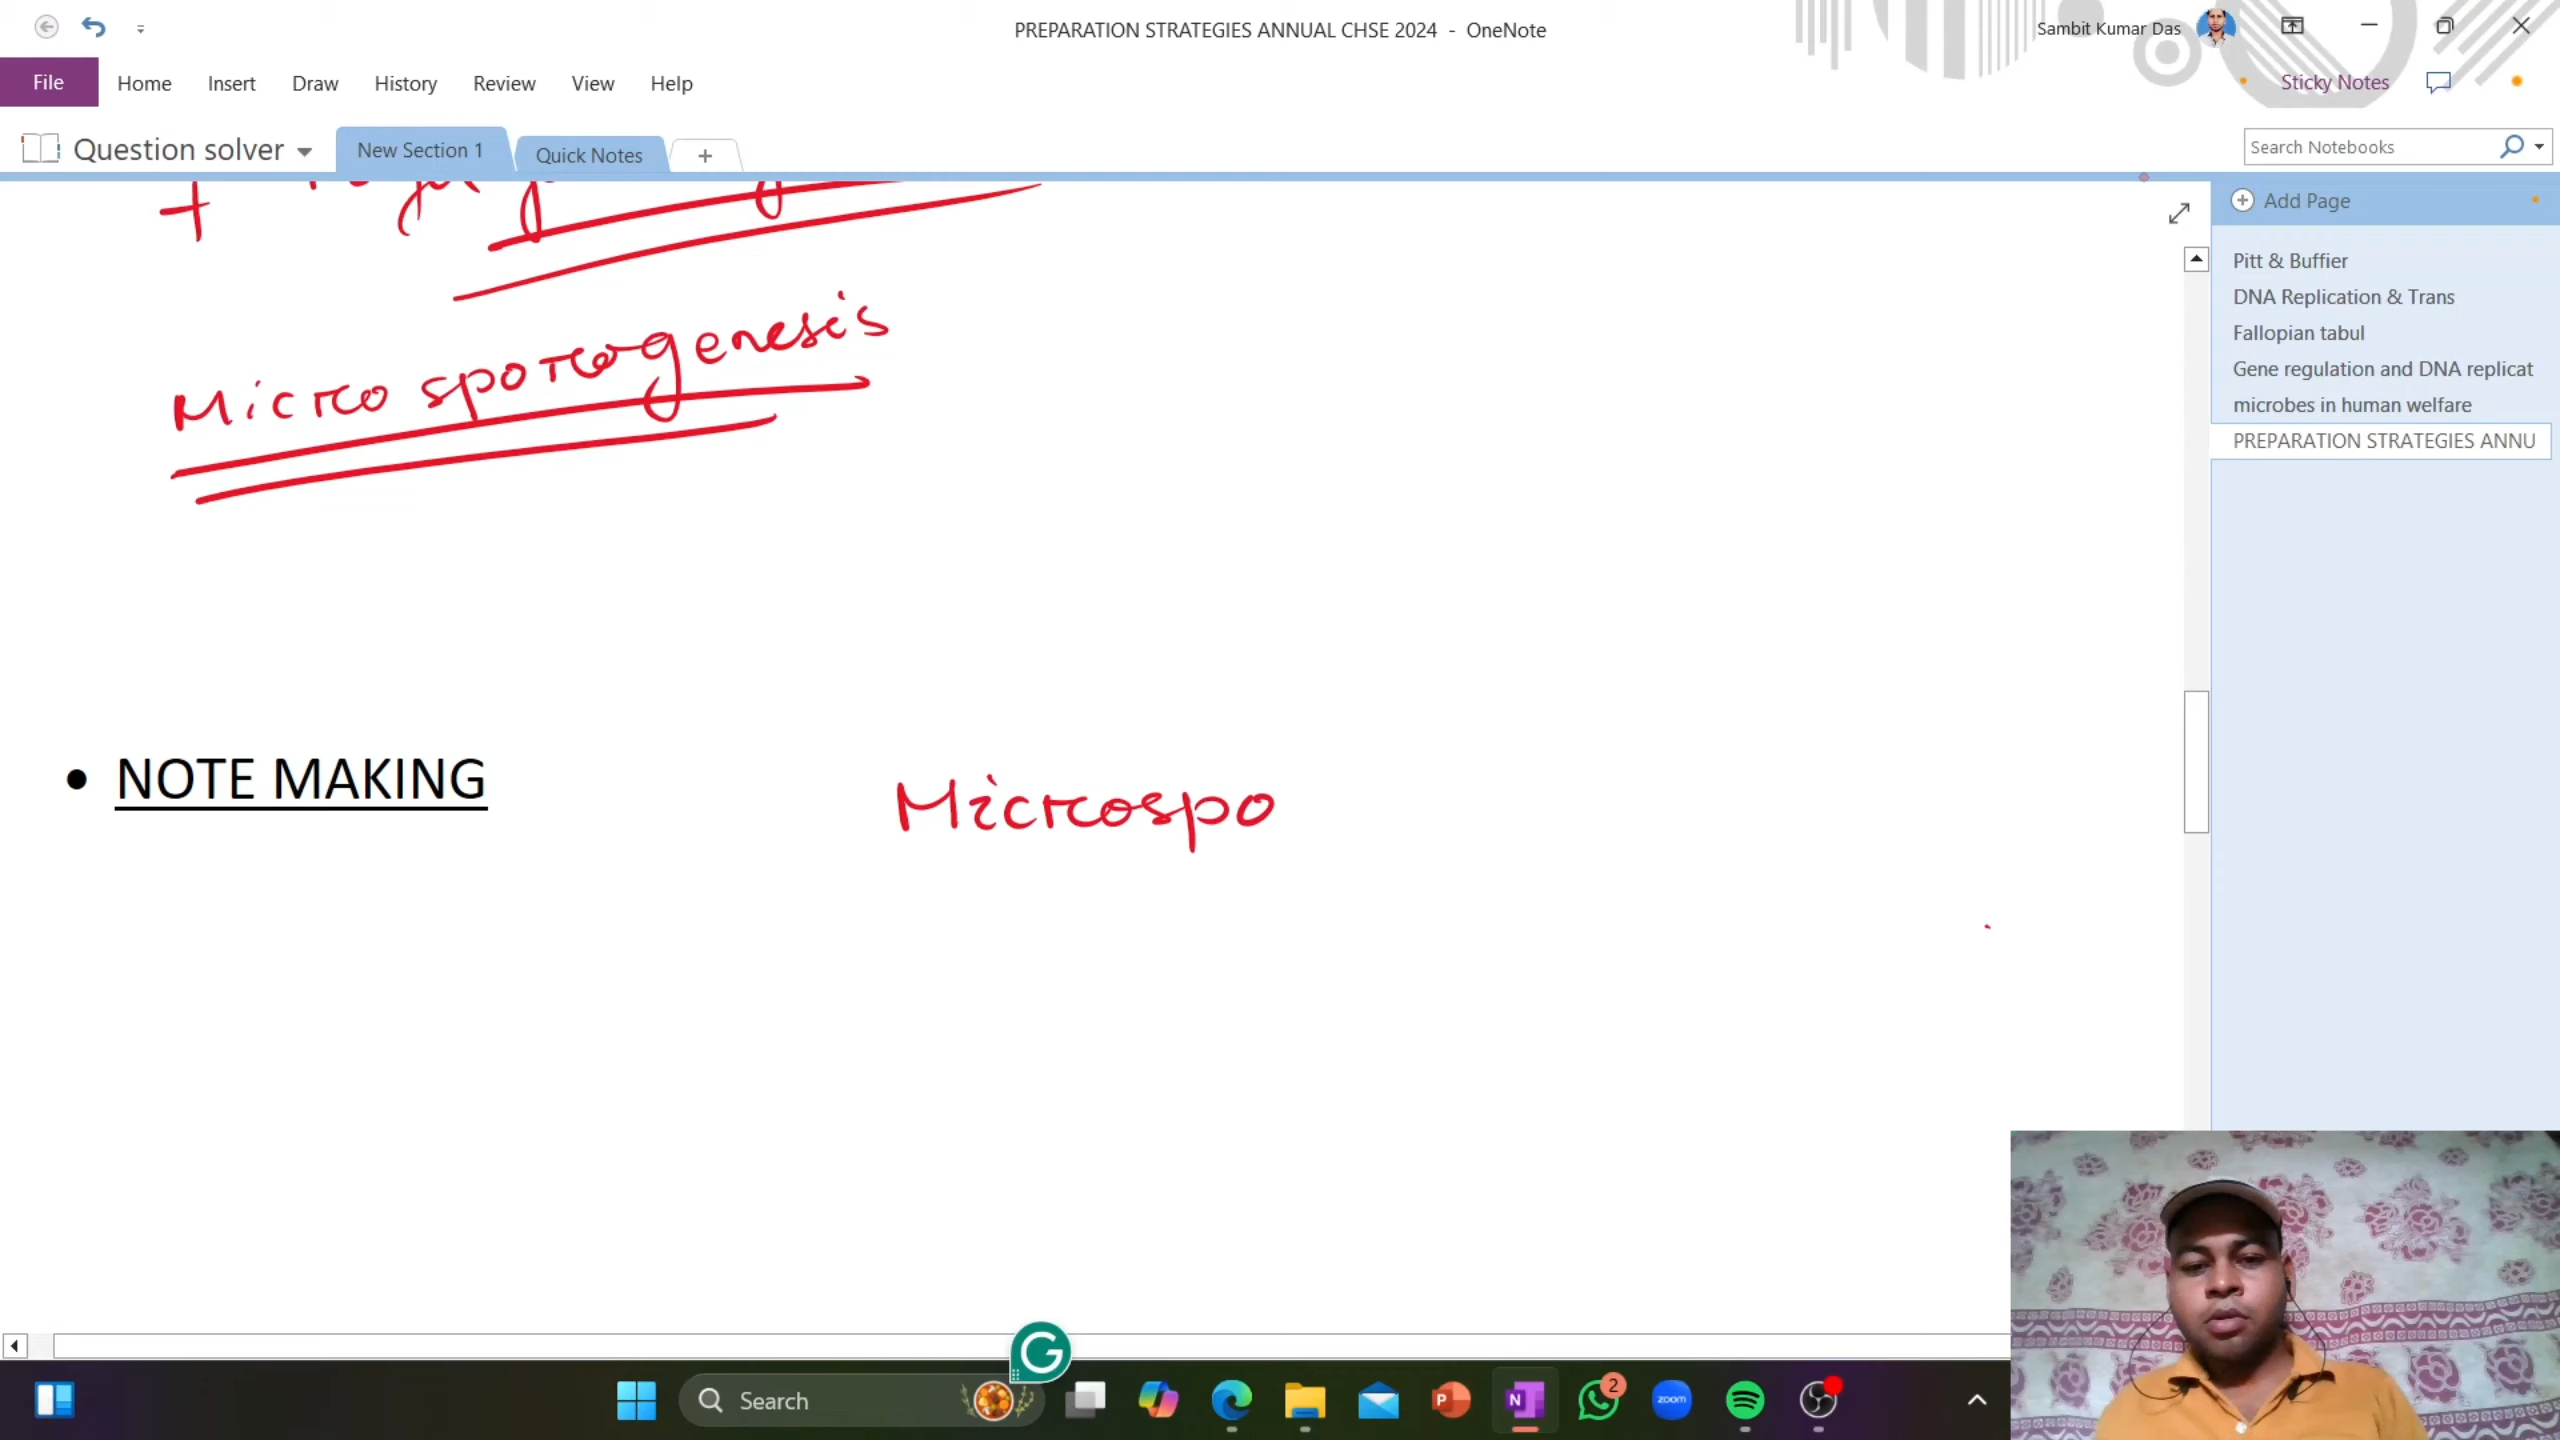 PREPARATION STRATEGIES ANNUAL CHSE 2024 - OneNote
Sambit Kumar Das
File Home Insert Draw History Review View Help
Sticky Notes
Question solver New Section 1 Quick Notes +
Search Notebooks
Add Page
Pitt & Buffier
DNA Replication & Trans
Fallopian tabul
Gene regulation and DNA replicat
microbes in human welfare
PREPARATION STRATEGIES ANNU
+
Micro sporogenesis
• NOTE MAKING
Microspo
G
Search
P
N
2
zoom